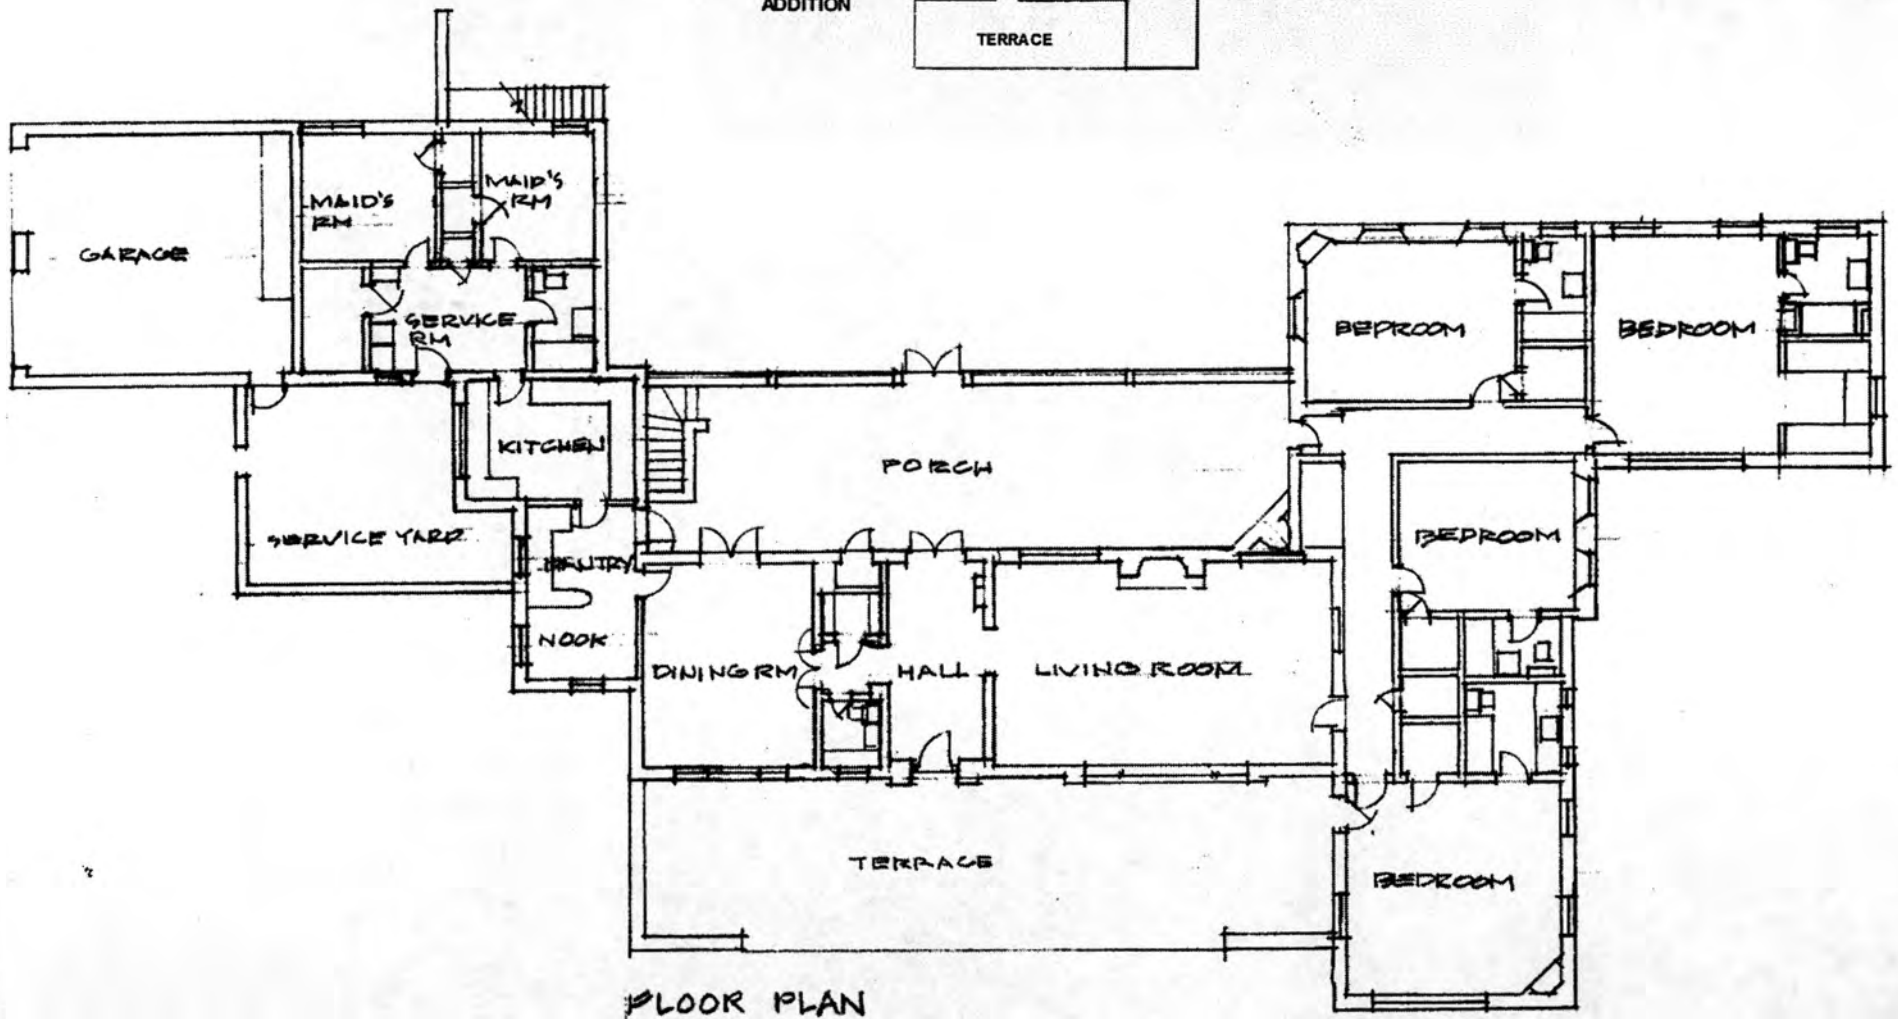 ADDITION
TERRACE
MAID'S
RM
MAID'S
RM
GARAGE
SERVICE
RM
BEDROOM
BEDROOM
KITCHEN
PORCH
SERVICE YARD
PANTRY
BEDROOM
NOOK
DINING RM
HALL
LIVING ROOM
TERRACE
BEDROOM
FLOOR PLAN